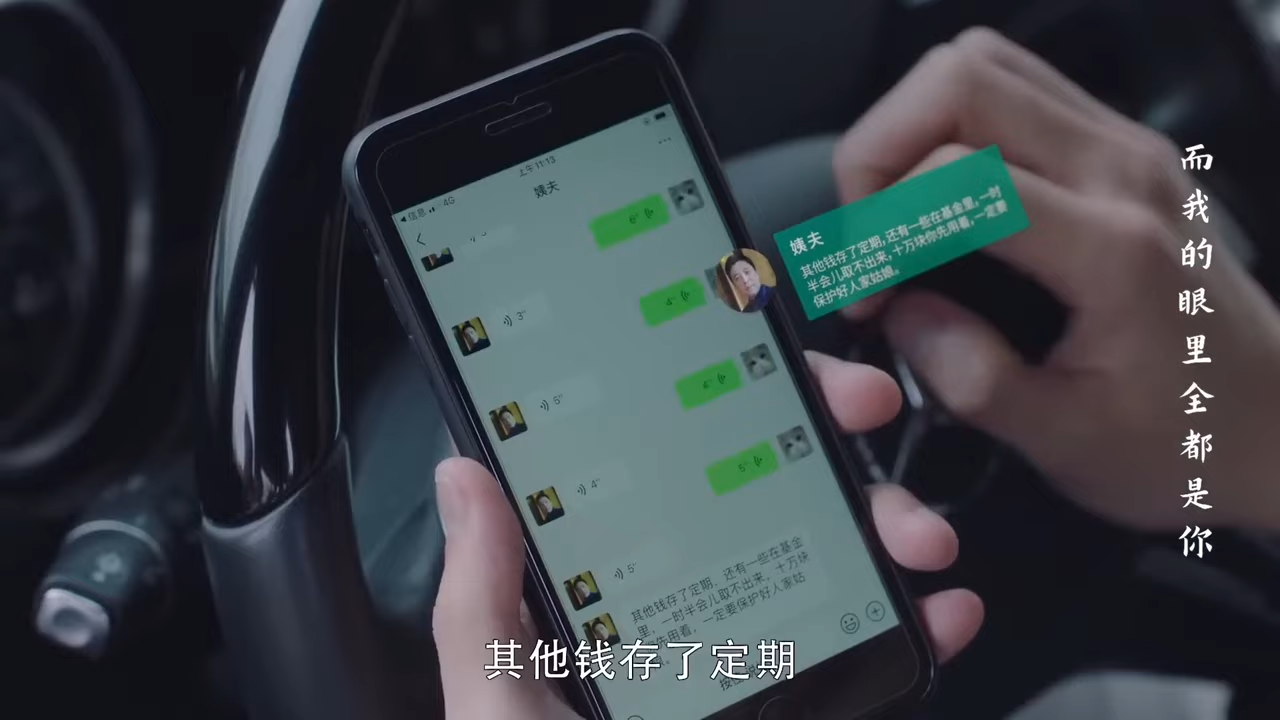 信息 4G
上午11:13
姨夫
6"
3"
4"
5"
4"
4"
5"
5"
其他钱存了定期,还有一些在基金
里,一时半会儿取不出来,十万块
先用着,一定要保护好人家姑
姨夫
其他钱存了定期,还有一些在基金里,一时
半会儿取不出来,十万块你先用着,一定要
保护好人家姑娘。
而我的眼里全都是你
其他钱存了定期